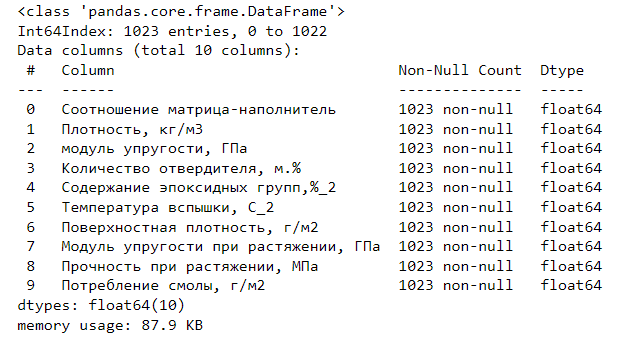 <class 'pandas.core.frame.DataFrame'>
Int64Index: 1023 entries, 0 to 1022
Data columns (total 10 columns):
 #   Column                                Non-Null Count  Dtype
---  ------                                --------------  -----
 0   Соотношение матрица-наполнитель       1023 non-null   float64
 1   Плотность, кг/м3                      1023 non-null   float64
 2   модуль упругости, ГПа                 1023 non-null   float64
 3   Количество отвердителя, м.%           1023 non-null   float64
 4   Содержание эпоксидных групп,%_2       1023 non-null   float64
 5   Температура вспышки, С_2              1023 non-null   float64
 6   Поверхностная плотность, г/м2         1023 non-null   float64
 7   Модуль упругости при растяжении, ГПа  1023 non-null   float64
 8   Прочность при растяжении, МПа         1023 non-null   float64
 9   Потребление смолы, г/м2               1023 non-null   float64
dtypes: float64(10)
memory usage: 87.9 KB